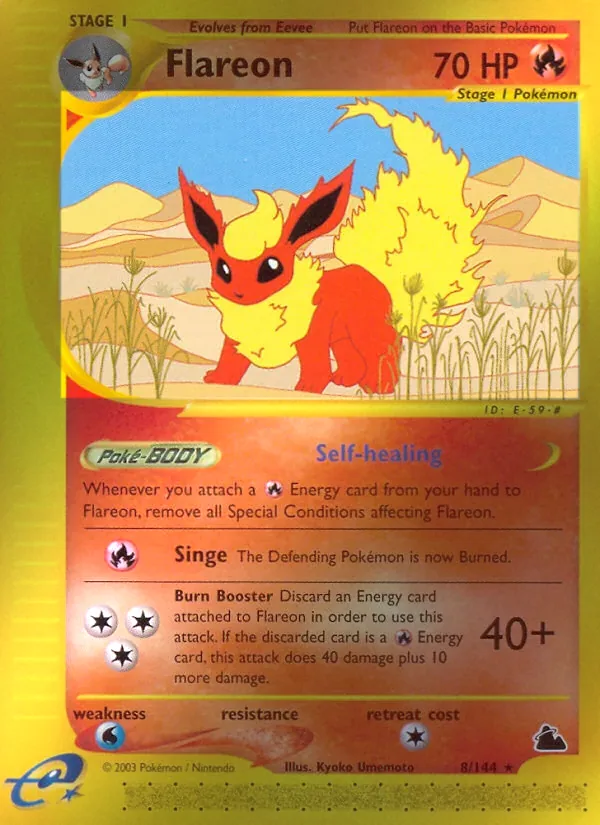 STAGE 1
Evolves from Eevee
Put Flareon on the Basic Pokémon
Flareon
70 HP
Stage 1 Pokémon
ID: E-59-#
Poké-BODY
Self-healing
Whenever you attach a Energy card from your hand to
Flareon, remove all Special Conditions affecting Flareon.
Singe The Defending Pokémon is now Burned.
Burn Booster Discard an Energy card
attached to Flareon in order to use this
attack. If the discarded card is a Energy
card, this attack does 40 damage plus 10
more damage.
40+
weakness
resistance
retreat cost
© 2003 Pokémon / Nintendo
Illus. Kyoko Umemoto
8/144 ★
e